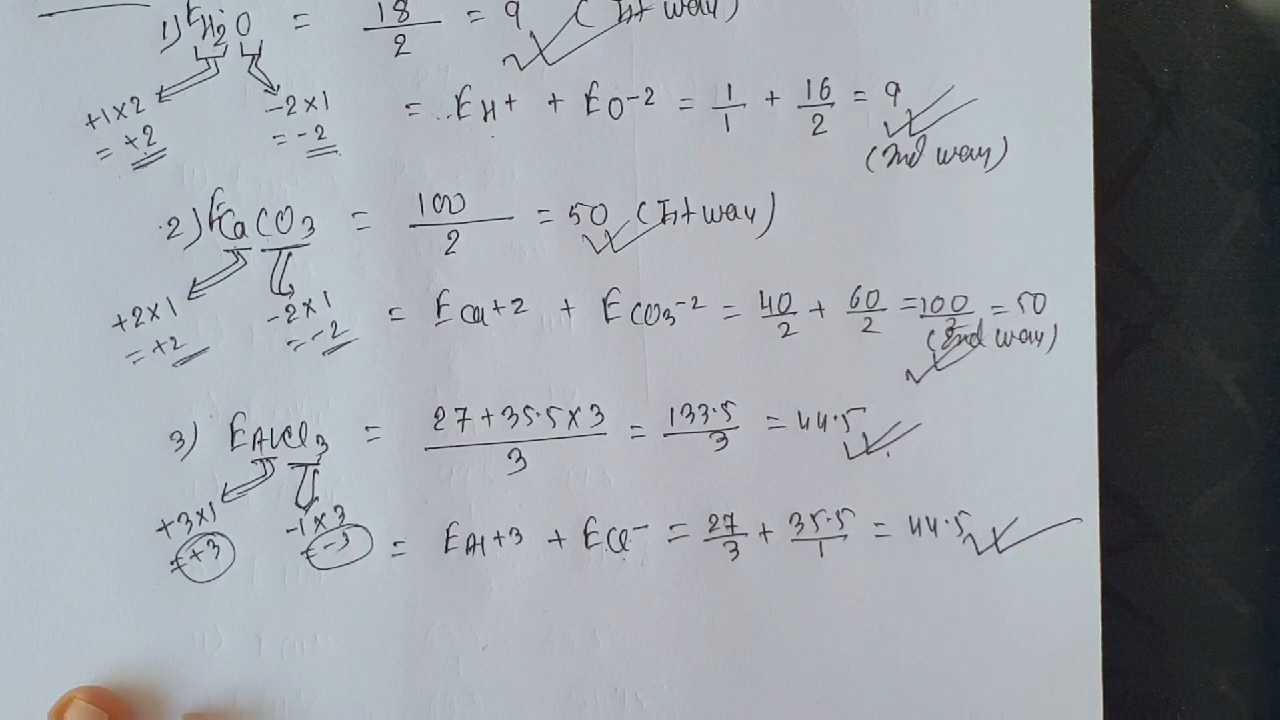 1) EH2O = 18/2 = 9 (Ist way)
+1×2 = +2
-2×1 = -2
= EH+ + EO-2 = 1/1 + 16/2 = 9
(2nd way)
2) ECaCO3 = 100/2 = 50 (Ist way)
+2×1 = +2
-2×1 = -2
= ECa+2 + ECO3-2 = 40/2 + 60/2 = 100/2 = 50
(2nd way)
3) EAlCl3 = 27+35.5×3/3 = 133.5/3 = 44.5
+3×1 = +3
-1×3 = -3
= EAl+3 + ECl- = 27/3 + 35.5/1 = 44.5